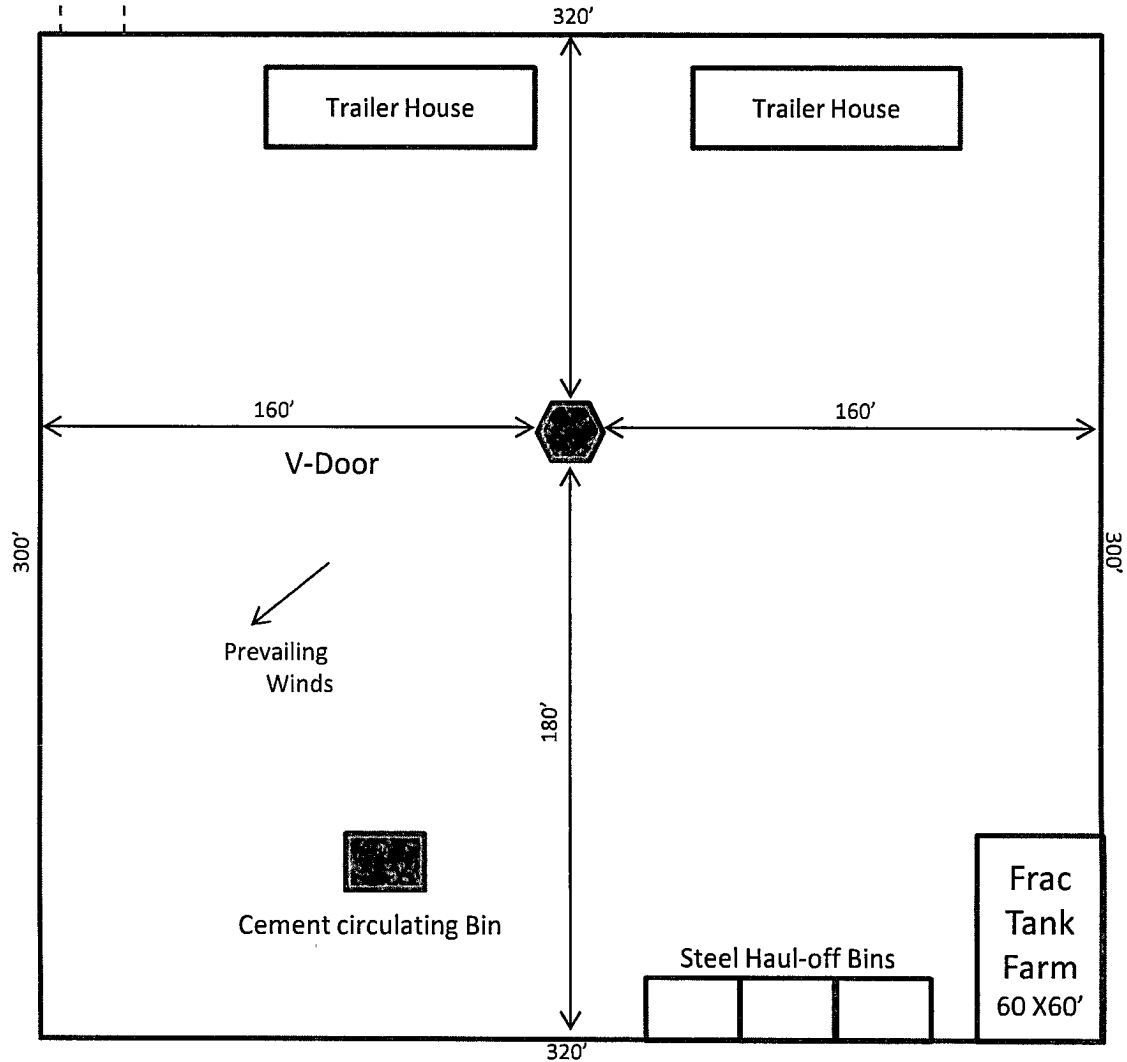 320’
Trailer House
Trailer House
160’
160’
V-Door
300’
300’
Prevailing
Winds
180’
Cement circulating Bin
Steel Haul-off Bins
Frac
Tank
Farm
60 X60’
320’